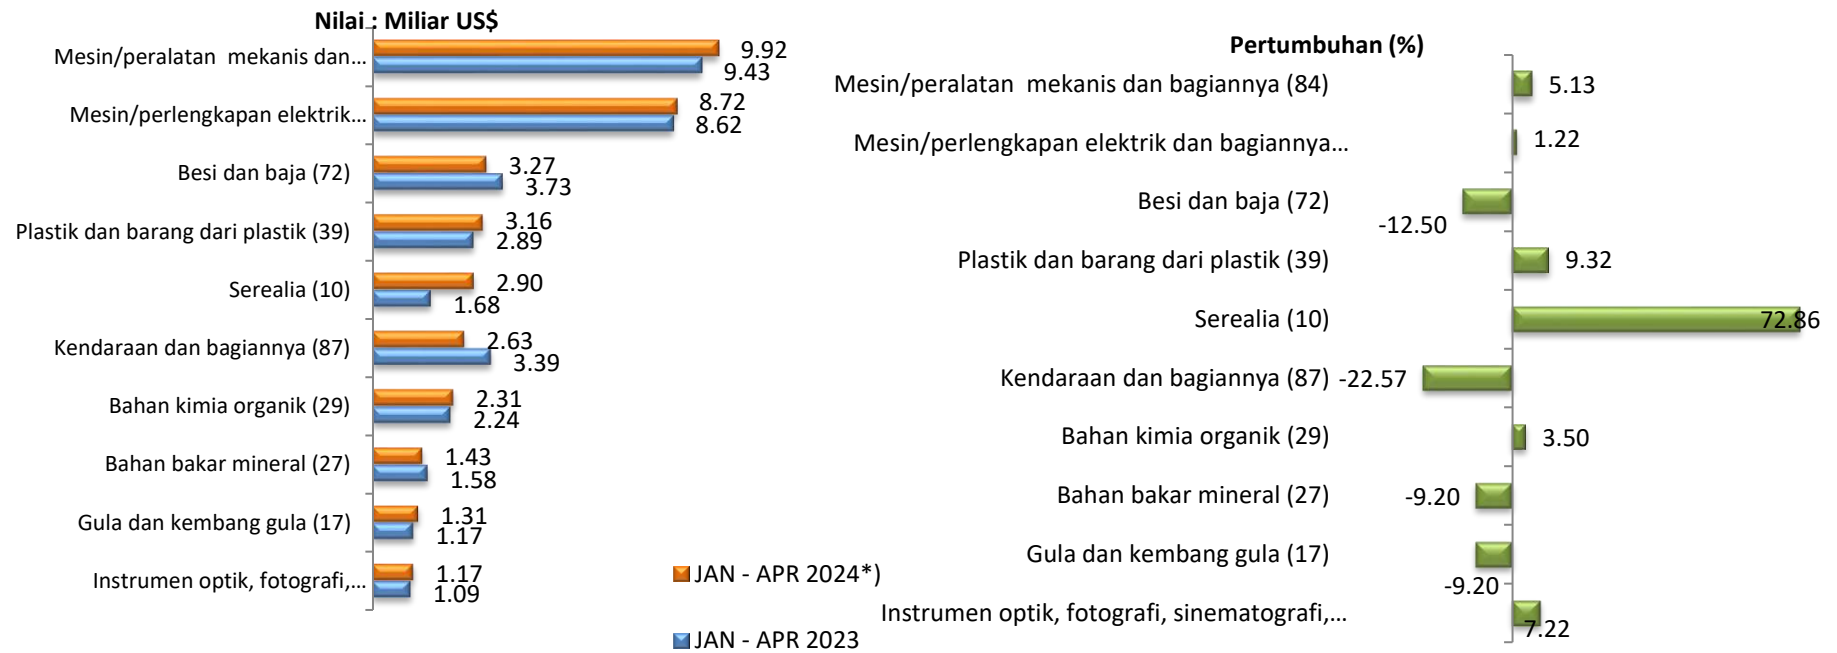 Nilai : Miliar US$
Mesin/peralatan  mekanis dan...
9.92
9.43
Mesin/perlengkapan elektrik...
8.72
8.62
Besi dan baja (72)
3.27
3.73
Plastik dan barang dari plastik (39)
3.16
2.89
Serealia (10)
2.90
1.68
Kendaraan dan bagiannya (87)
2.63
3.39
Bahan kimia organik (29)
2.31
2.24
Bahan bakar mineral (27)
1.43
1.58
Gula dan kembang gula (17)
1.31
1.17
Instrumen optik, fotografi,...
1.17
1.09
JAN - APR 2024*)
JAN - APR 2023
Pertumbuhan (%)
Mesin/peralatan  mekanis dan bagiannya (84)
5.13
Mesin/perlengkapan elektrik dan bagiannya...
1.22
Besi dan baja (72)
-12.50
Plastik dan barang dari plastik (39)
9.32
Serealia (10)
72.86
Kendaraan dan bagiannya (87)
-22.57
Bahan kimia organik (29)
3.50
Bahan bakar mineral (27)
-9.20
Gula dan kembang gula (17)
-9.20
Instrumen optik, fotografi, sinematografi,...
7.22